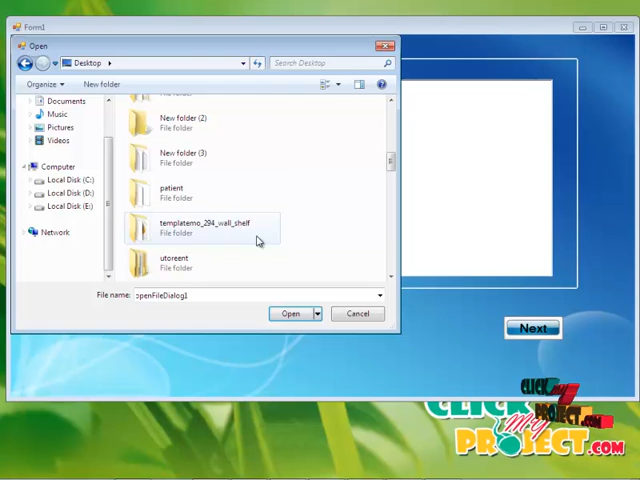 Form1
Open
Desktop
Search Desktop
Organize
New folder
Documents
Music
Pictures
Videos
Computer
Local Disk (C:)
Local Disk (D:)
Local Disk (E:)
Network
New folder (2)
File folder
New folder (3)
File folder
patient
File folder
templatemo_294_wall_shelf
File folder
utoreent
File folder
File name:
openFileDialog1
Open
Cancel
Next
CLICK
my
PROJECT.COM
CLICK
My
PROJECT.COM